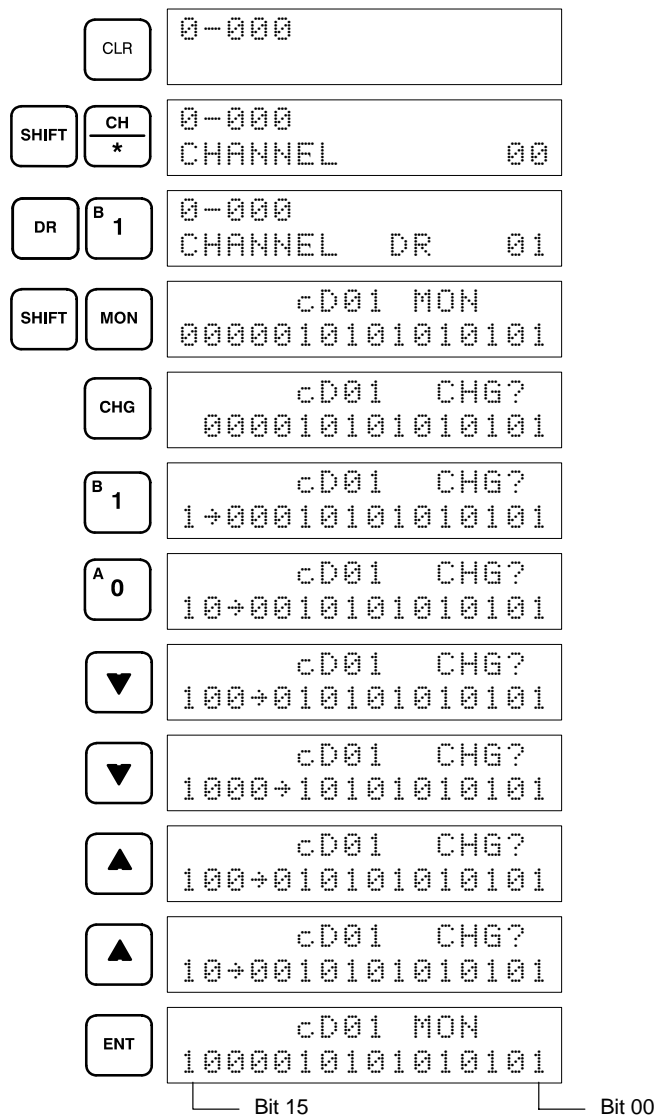 CLR
0-000
SHIFT CH * 0-000
CHANNEL 00
DR B 1 0-000
CHANNEL DR 01
SHIFT MON cD01 MON
0000010101010101
CHG cD01 CHG?
000010101010101
B 1 cD01 CHG?
1→00010101010101
A 0 cD01 CHG?
10→0010101010101
▼ cD01 CHG?
100→010101010101
▼ cD01 CHG?
1000→10101010101
▲ cD01 CHG?
100→010101010101
▲ cD01 CHG?
10→0010101010101
ENT cD01 MON
1000010101010101
Bit 15 Bit 00